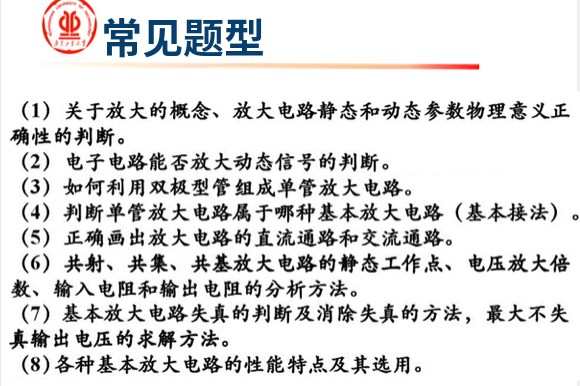 常见题型
（1）关于放大的概念、放大电路静态和动态参数物理意义正
确性的判断。
（2）电子电路能否放大动态信号的判断。
（3）如何利用双极型管组成单管放大电路。
（4）判断单管放大电路属于哪种基本放大电路（基本接法）。
（5）正确画出放大电路的直流通路和交流通路。
（6）共射、共集、共基放大电路的静态工作点、电压放大倍
数、输入电阻和输出电阻的分析方法。
（7）基本放大电路失真的判断及消除失真的方法，最大不失
真输出电压的求解方法。
（8)各种基本放大电路的性能特点及其选用。